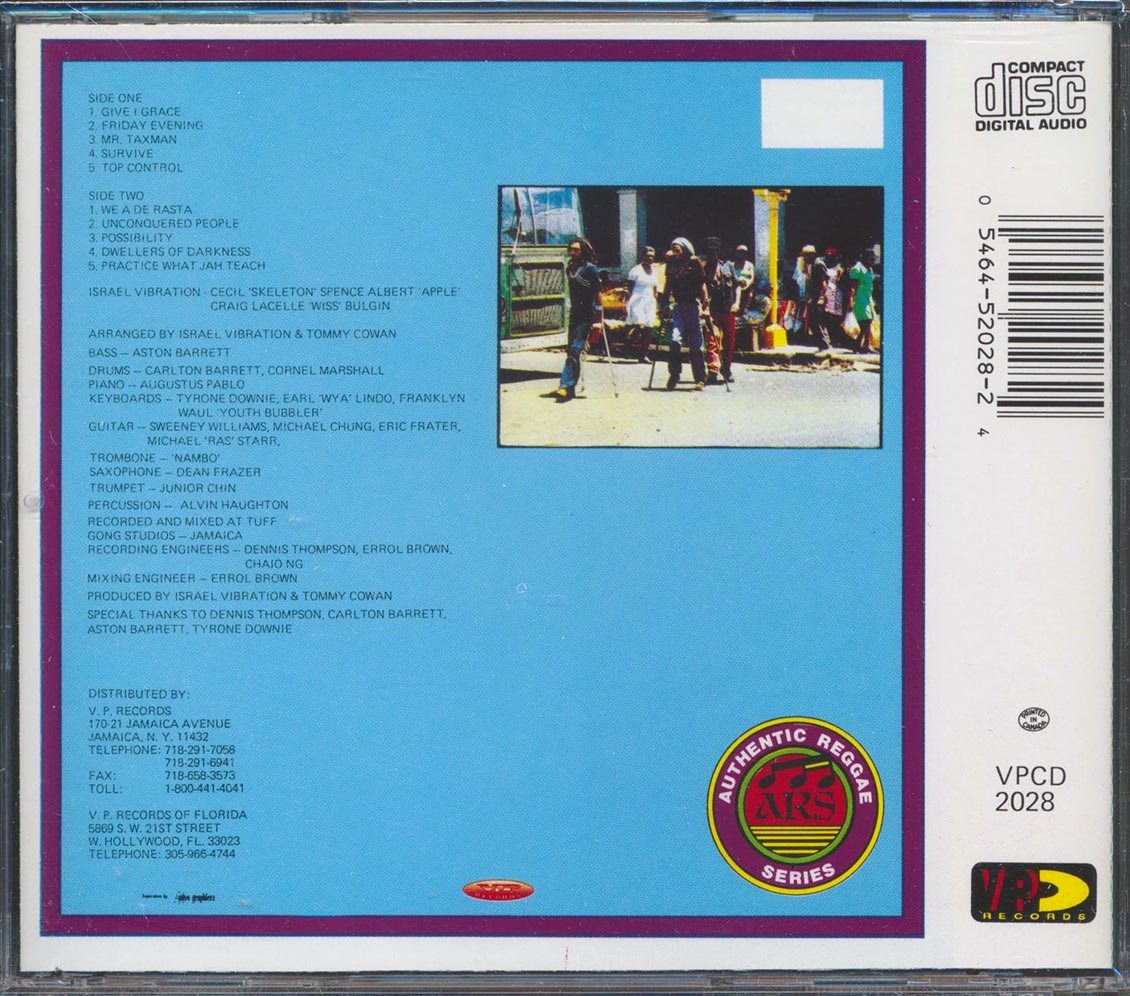 SIDE ONE
1. GIVE I GRACE
2. FRIDAY EVENING
3. MR. TAXMAN
4. SURVIVE
5. TOP CONTROL
SIDE TWO
1. WE A DE RASTA
2. UNCONQUERED PEOPLE
3. POSSIBILITY
4. DWELLERS OF DARKNESS
5. PRACTICE WHAT JAH TEACH
ISRAEL VIBRATION - CECIL 'SKELETON' SPENCE ALBERT 'APPLE'
CRAIG LACELLE 'WISS' BULGIN
ARRANGED BY ISRAEL VIBRATION & TOMMY COWAN
BASS – ASTON BARRETT
DRUMS – CARLTON BARRETT, CORNEL MARSHALL
PIANO – AUGUSTUS PABLO
KEYBOARDS – TYRONE DOWNIE, EARL 'WYA' LINDO, FRANKLYN
WAUL 'YOUTH BUBBLER'
GUITAR – SWEENEY WILLIAMS, MICHAEL CHUNG, ERIC FRATER,
MICHAEL 'RAS' STARR,
TROMBONE – 'NAMBO'
SAXOPHONE – DEAN FRAZER
TRUMPET – JUNIOR CHIN
PERCUSSION – ALVIN HAUGHTON
RECORDED AND MIXED AT TUFF
GONG STUDIOS – JAMAICA
RECORDING ENGINEERS – DENNIS THOMPSON, ERROL BROWN,
CHAIO NG
MIXING ENGINEER – ERROL BROWN
PRODUCED BY ISRAEL VIBRATION & TOMMY COWAN
SPECIAL THANKS TO DENNIS THOMPSON, CARLTON BARRETT,
ASTON BARRETT, TYRONE DOWNIE
DISTRIBUTED BY:
V. P. RECORDS
170-21 JAMAICA AVENUE
JAMAICA, N. Y. 11432
TELEPHONE: 718-291-7058
718-291-6941
FAX: 718-658-3573
TOLL: 1-800-441-4041
V. P. RECORDS OF FLORIDA
5869 S. W. 21ST STREET
W. HOLLYWOOD, FL. 33023
TELEPHONE: 305-966-4744
AUTHENTIC REGGAE
ARS
SERIES
COMPACT
disc
DIGITAL AUDIO
0 5464-52028-2 4
PRINTED
IN
CANADA
VPCD
2028
VP
RECORDS